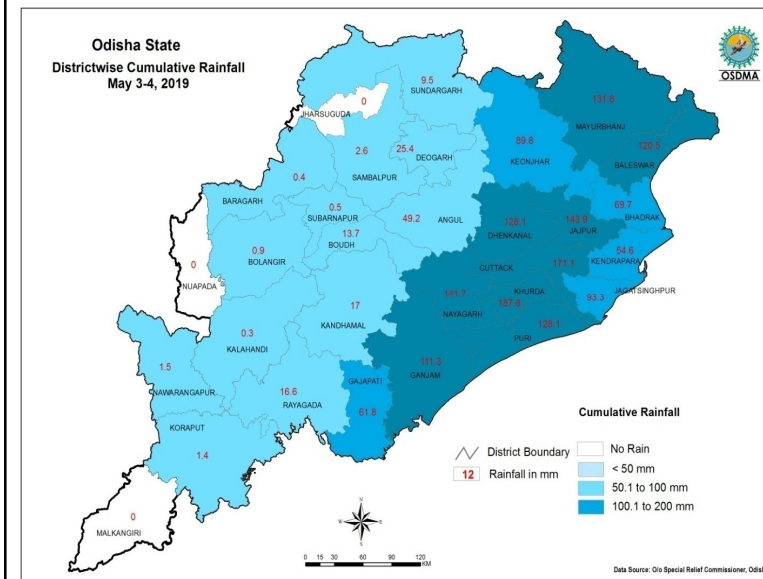 Odisha State
Districtwise Cumulative Rainfall
May 3-4, 2019
OSDMA
9.5
SUNDARGARH
0
JHARSUGUDA
131.8
MAYURBHANJ
89.8
KEONJHAR
120.5
BALESWAR
2.6
SAMBALPUR
25.4
DEOGARH
0.4
BARAGARH
0.5
SUBARNAPUR
49.2
ANGUL
69.7
BHADRAK
128.1
DHENKANAL
143.9
JAJPUR
13.7
BOUDH
0.9
BOLANGIR
0
NUAPADA
54.6
KENDRAPARA
171.1
CUTTACK
93.3
JAGATSINGHPUR
KHURDA
187.8
141.7
NAYAGARH
128.1
PURI
17
KANDHAMAL
0.3
KALAHANDI
111.3
GANJAM
1.5
NAWARANGAPUR
16.6
RAYAGADA
GAJAPATI
61.8
KORAPUT
1.4
0
MALKANGIRI
Cumulative Rainfall
District Boundary
12 Rainfall in mm
No Rain
< 50 mm
50.1 to 100 mm
100.1 to 200 mm
N
W E
S
0 15 30 60 90 120
KM
Data Source: O/o Special Relief Commissioner,